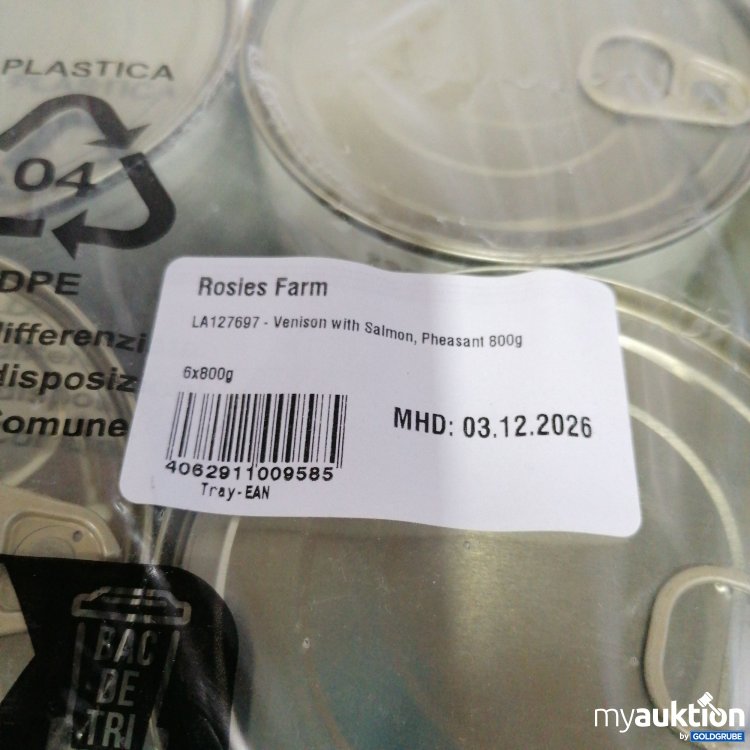 PLASTICA
04
DPE
ifferenzi
disposiz
Comune
Rosies Farm
LA127697 - Venison with Salmon, Pheasant 800g
6x800g
MHD: 03.12.2026
4062911009585
Tray-EAN
BAC
DE
TRI
myauktion
by GOLDGRUBE